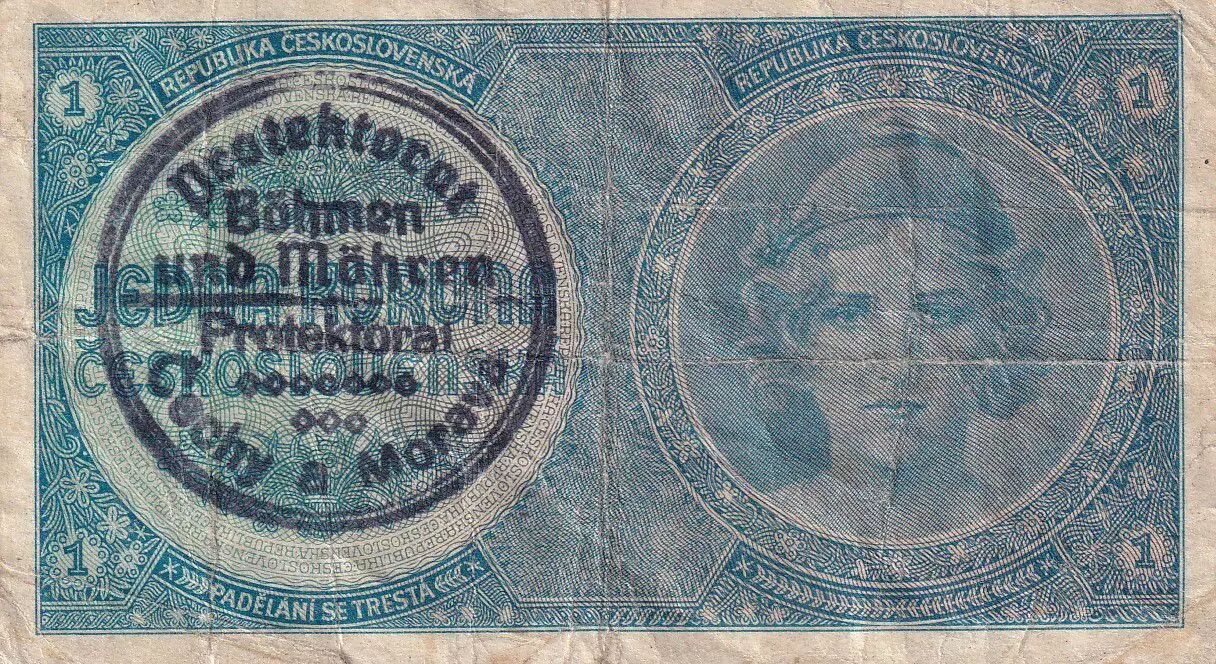 REPUBLIKA ČESKOSLOVENSKÁ
REPUBLIKA ČESKOSLOVENSKÁ
1
1
Protektorat
Böhmen
und Mähren
JEDNA KORUNA
Protektorat
ČESKOSLOVENSKÁ
Čechy a Morava
1
1
PADĚLÁNÍ SE TRESTÁ